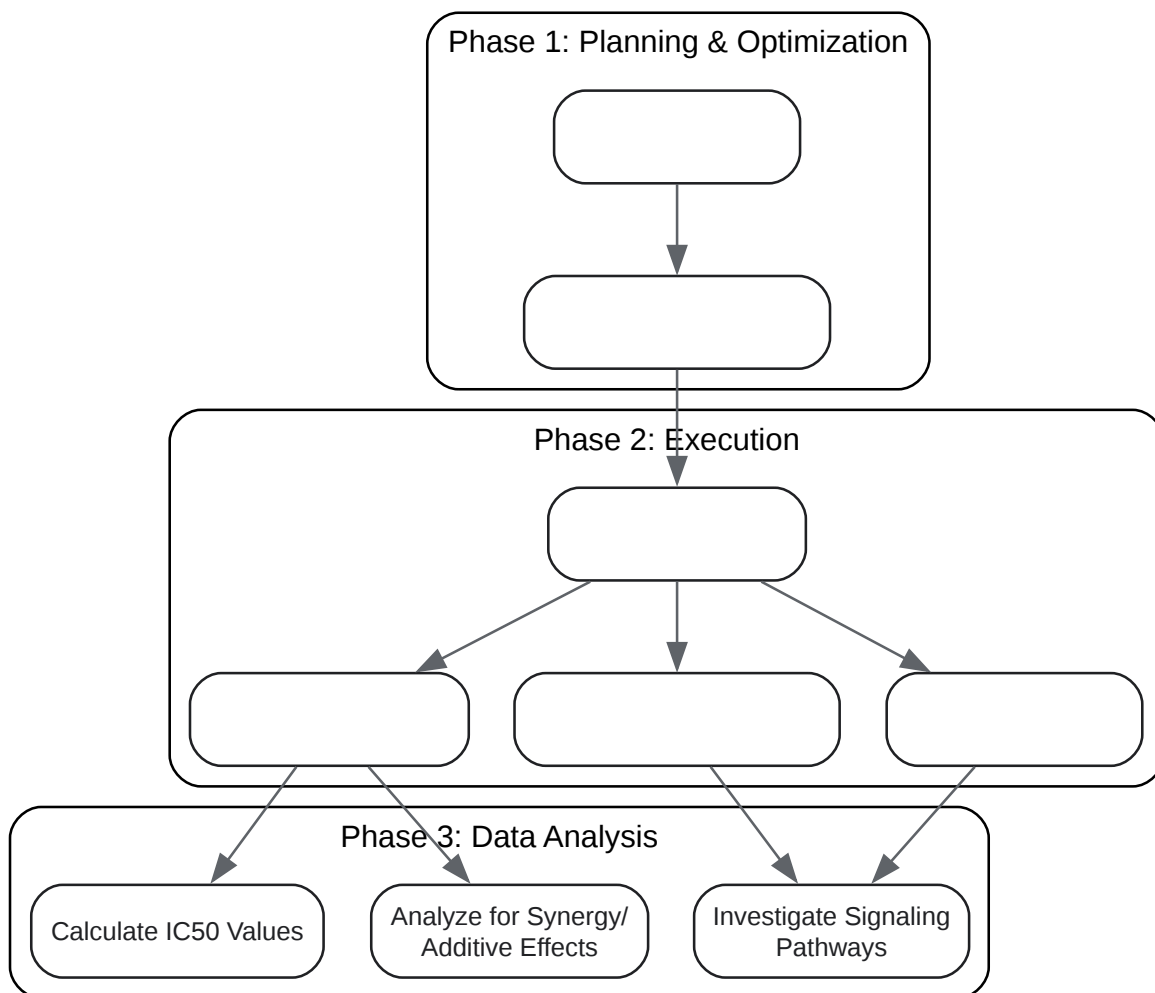 Phase 1: Planning & Optimization
Phase 2: Execution
Phase 3: Data Analysis
Calculate IC50 Values
Analyze for Synergy/
Additive Effects
Investigate Signaling
Pathways